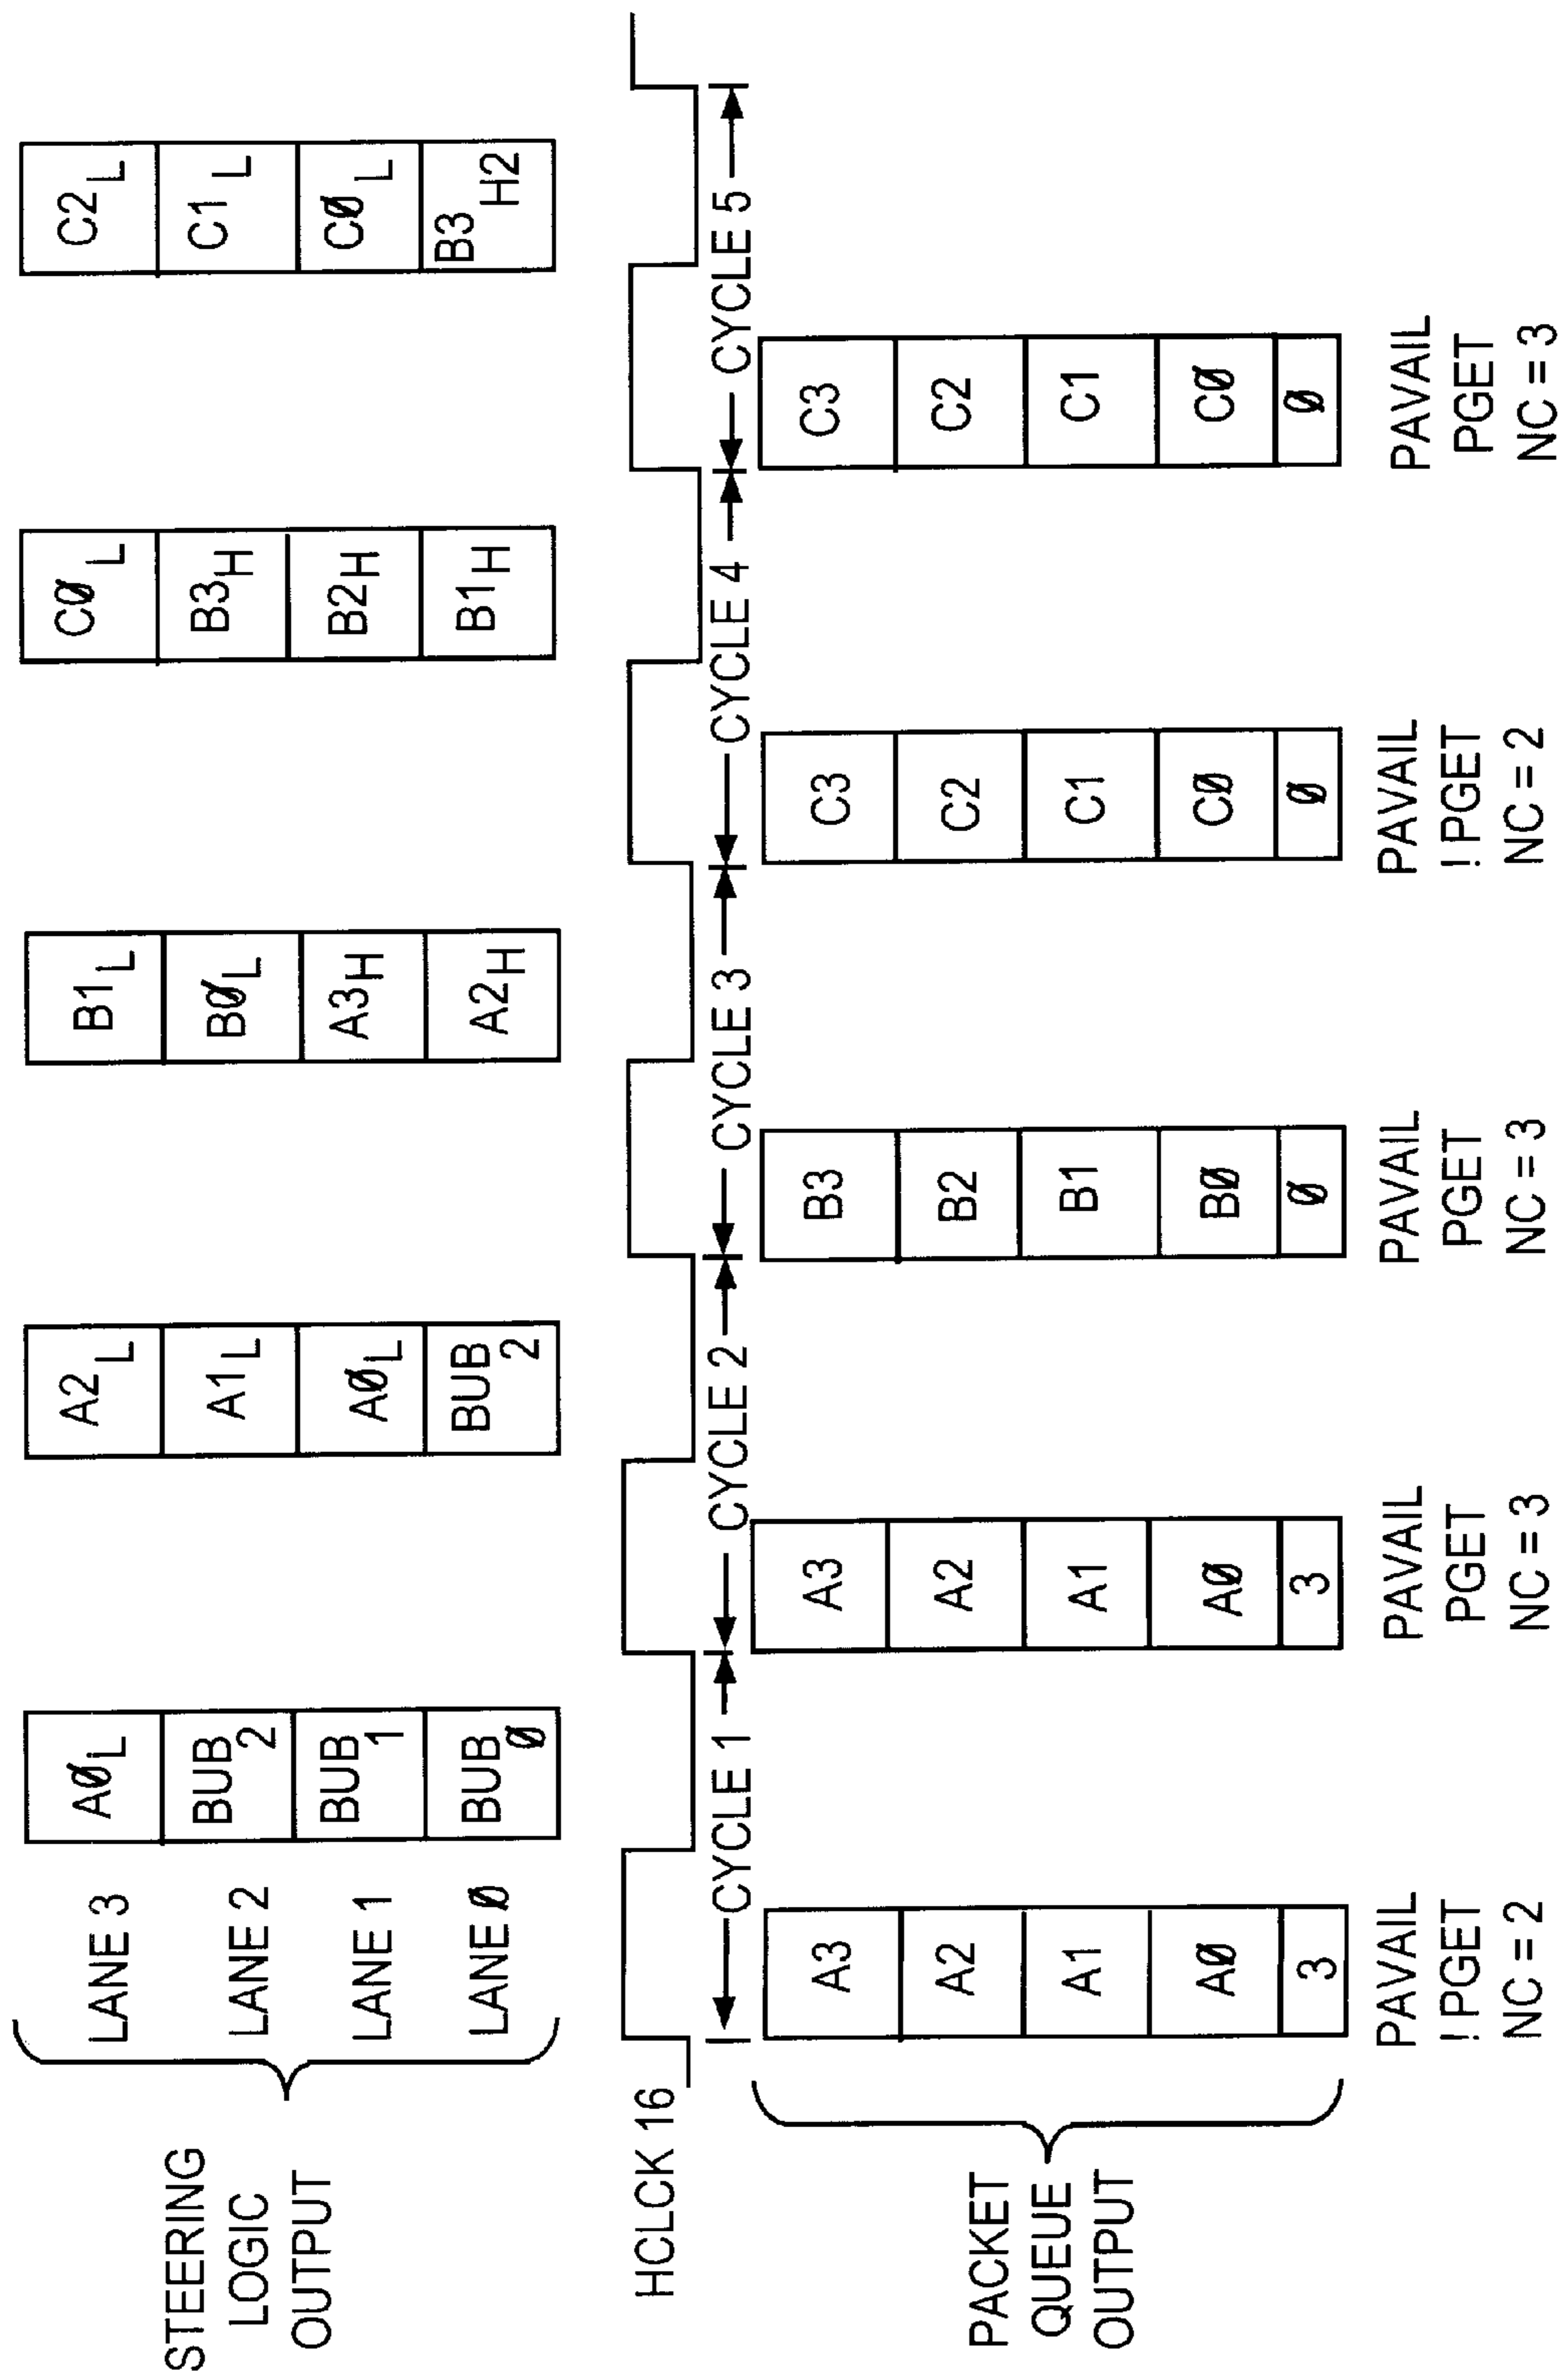 STEERING
LOGIC
OUTPUT
LANE 3
LANE 2
LANE 1
LANE Ø
AØL
BUB2
BUB1
BUBØ
A2L
A1L
AØL
BUB2
B1L
BØL
A3H
A2H
CØL
B3H
B2H
B1H
C2L
C1L
CØL
B3H2
HCLCK 16
CYCLE 1
CYCLE 2
CYCLE 3
CYCLE 4
CYCLE 5
PACKET
QUEUE
OUTPUT
A3
A2
A1
AØ
3
PAVAIL
!PGET
NC = 2
A3
A2
A1
AØ
3
PAVAIL
PGET
NC = 3
B3
B2
B1
BØ
Ø
PAVAIL
PGET
NC = 3
C3
C2
C1
CØ
Ø
PAVAIL
!PGET
NC = 2
C3
C2
C1
CØ
Ø
PAVAIL
PGET
NC = 3